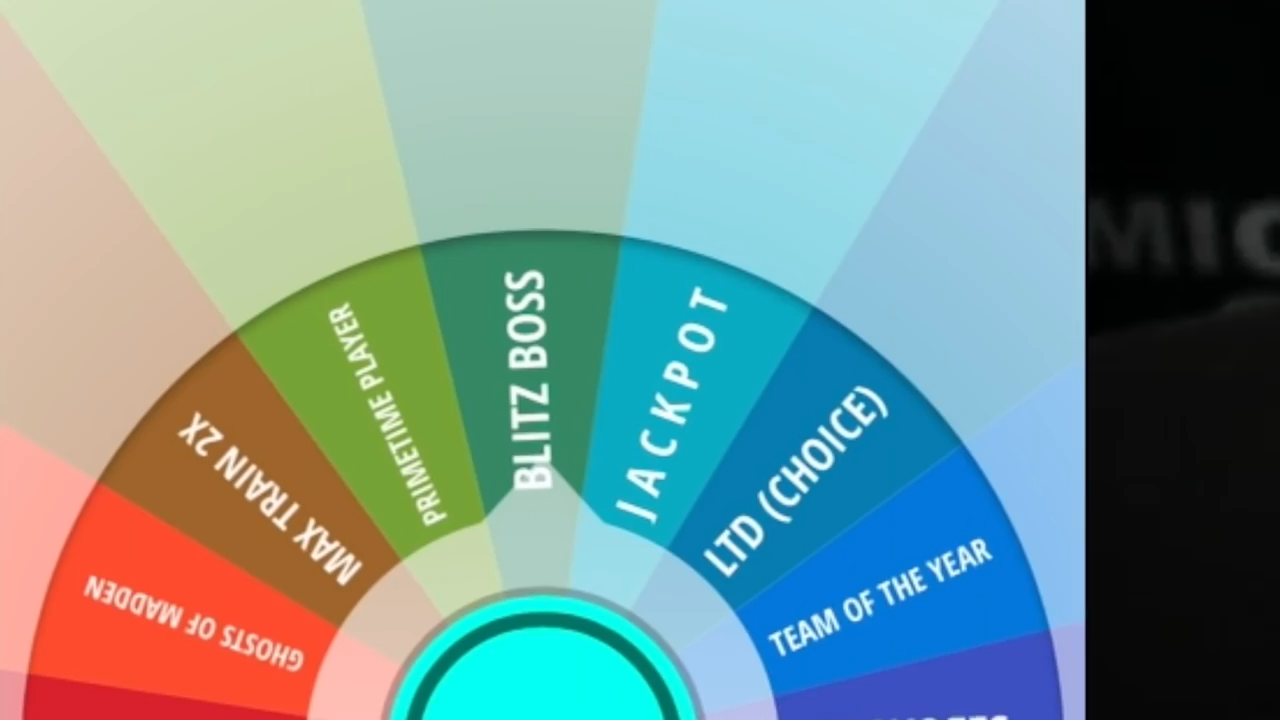 GHOSTS OF MADDEN
MAX TRAIN 2X
PRIMETIME PLAYER
BLITZ BOSS
JACKPOT
LTD (CHOICE)
TEAM OF THE YEAR